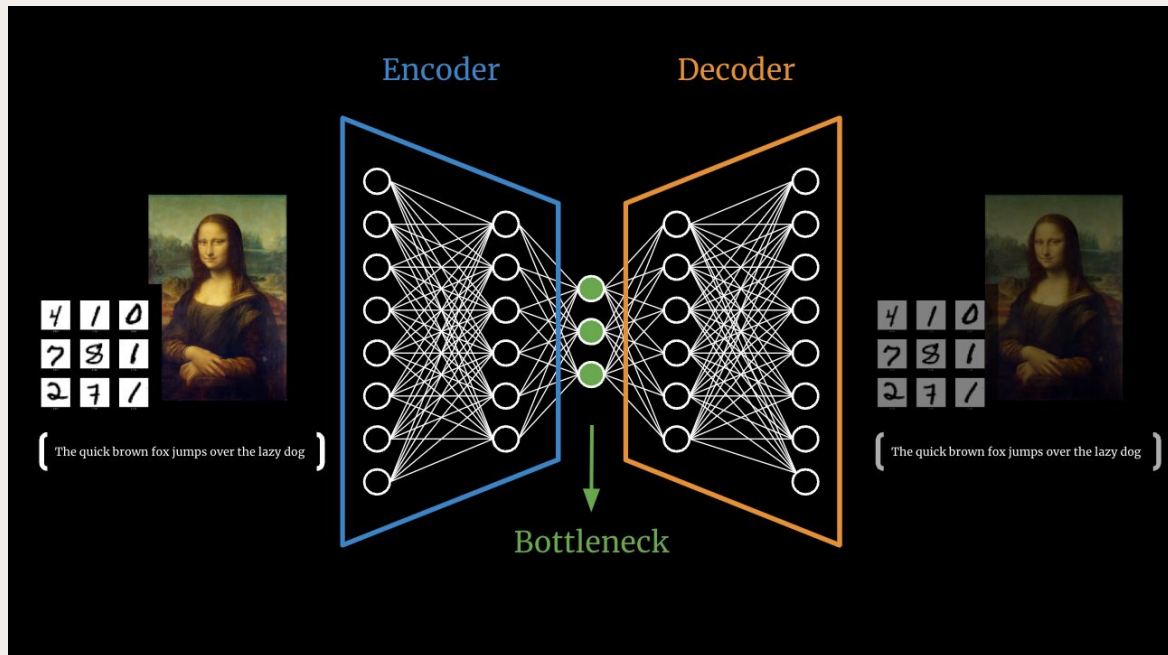 Encoder
Decoder
4 1 0
7 8 1
2 7 1
The quick brown fox jumps over the lazy dog
Bottleneck
4 1 0
7 8 1
2 7 1
The quick brown fox jumps over the lazy dog